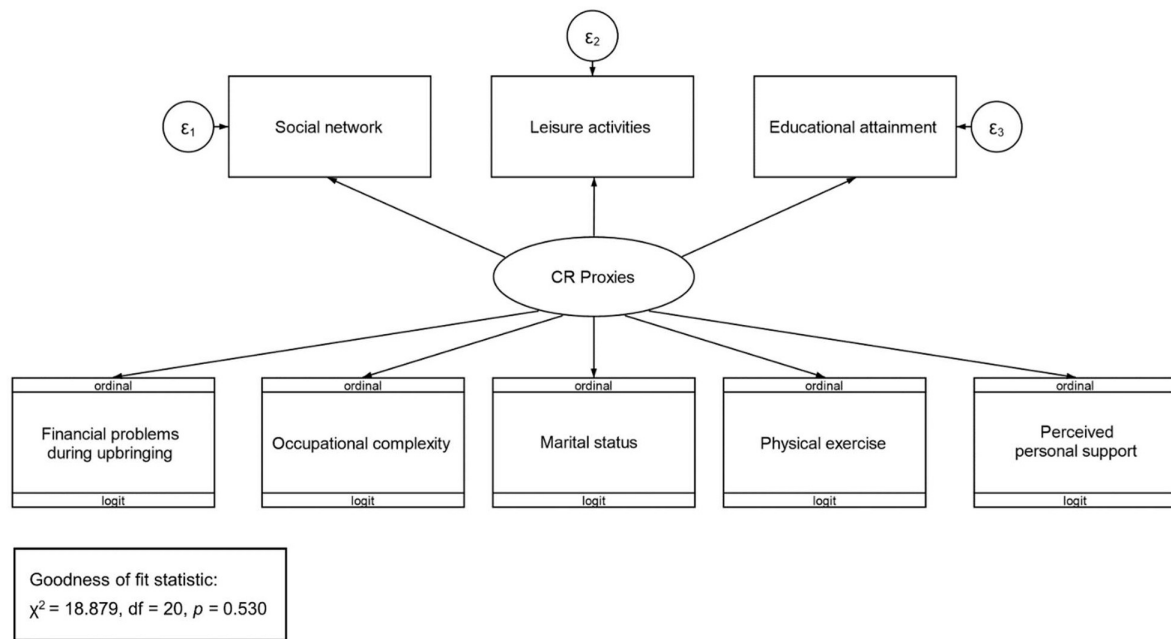 ε2
ε1
Social network
Leisure activities
Educational attainment
ε3
CR Proxies
ordinal
ordinal
ordinal
ordinal
ordinal
Financial problems
during upbringing
Occupational complexity
Marital status
Physical exercise
Perceived
personal support
logit
logit
logit
logit
logit
Goodness of fit statistic:
χ² = 18.879, df = 20, p = 0.530